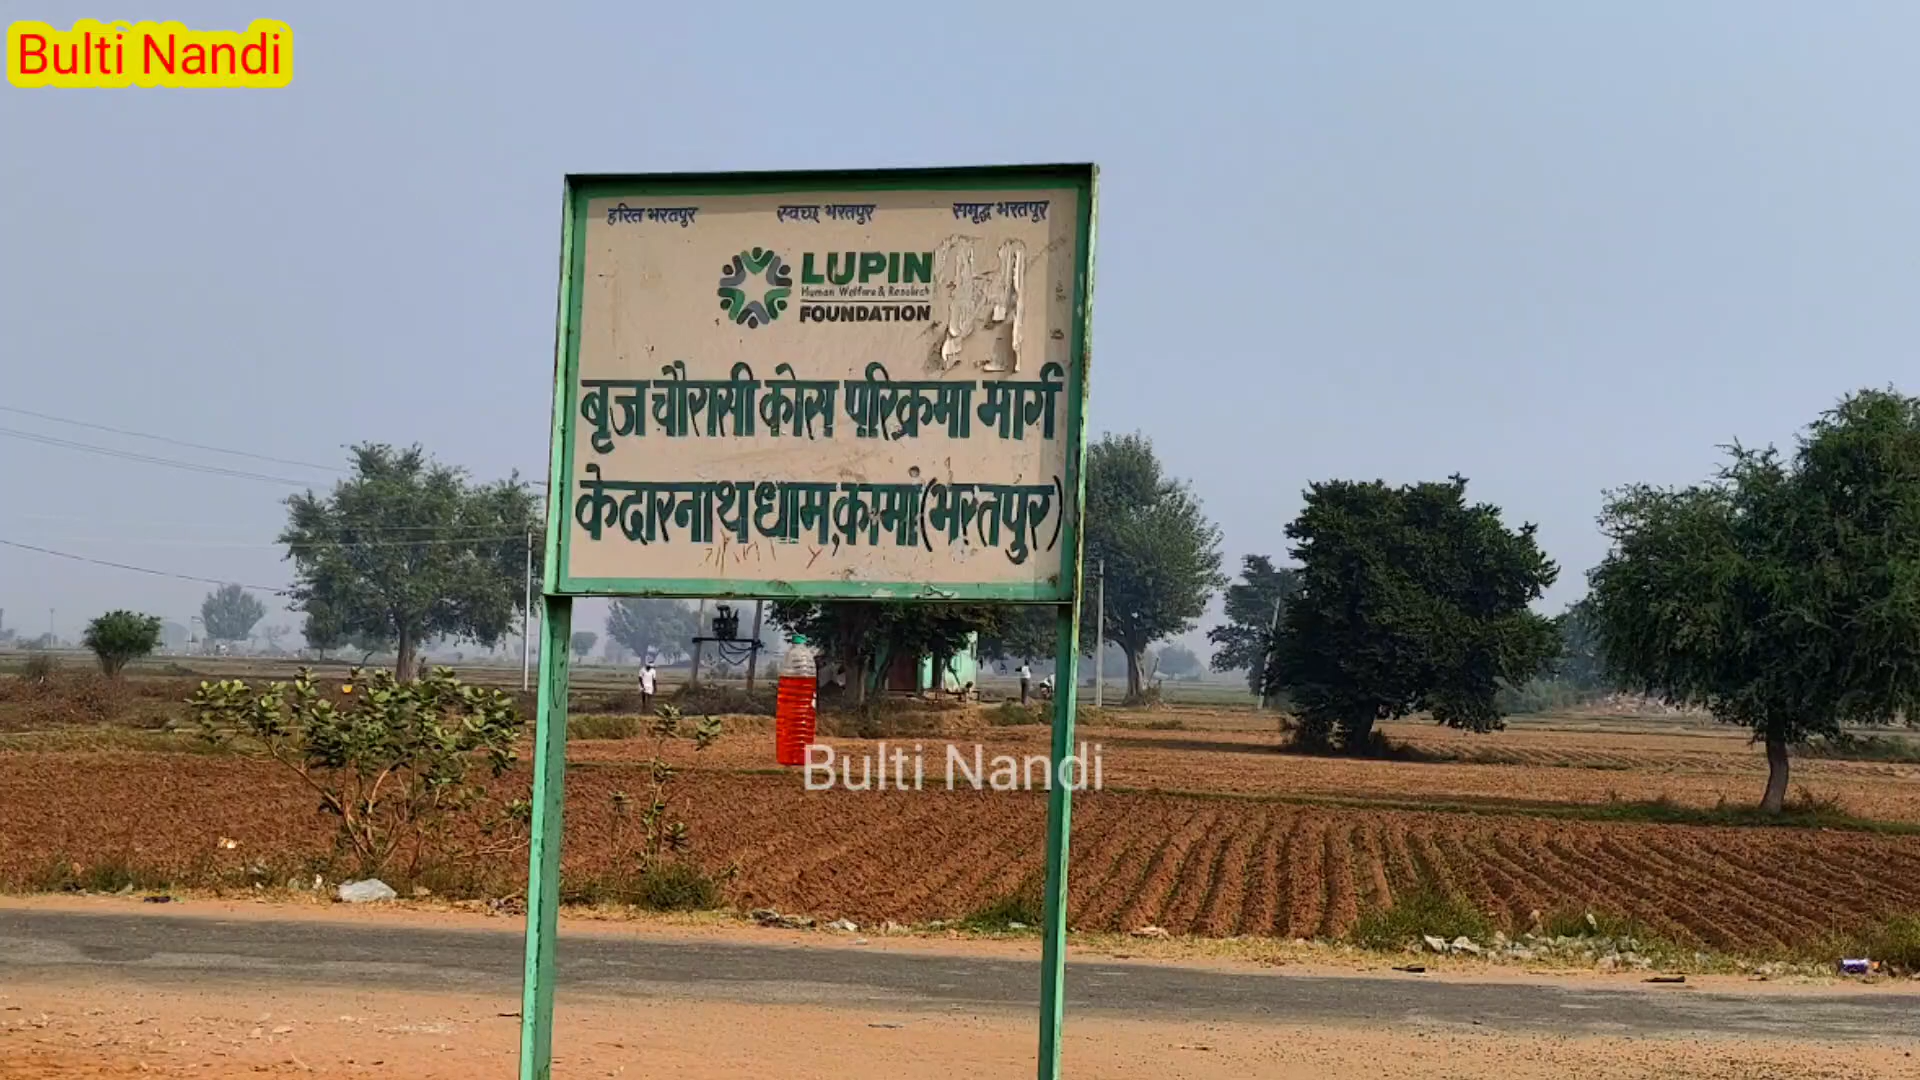 Bulti Nandi
हरित भरतपुर स्वच्छ भरतपुर समृद्ध भरतपुर
LUPIN
Human Welfare & Research
FOUNDATION
बृज चौरासी कोस परिक्रमा मार्ग
केदारनाथ धाम,कामां(भरतपुर)
Bulti Nandi